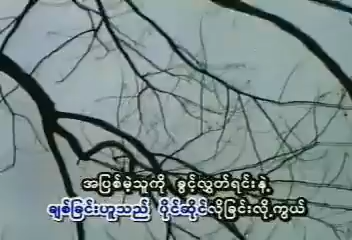 အပြစ်မဲ့သူကို ခွင့်လွှတ်ရင်းနဲ့
ချစ်ခြင်းဟူသည် ပိုင်ဆိုင်လိုခြင်းလို့ကွယ်